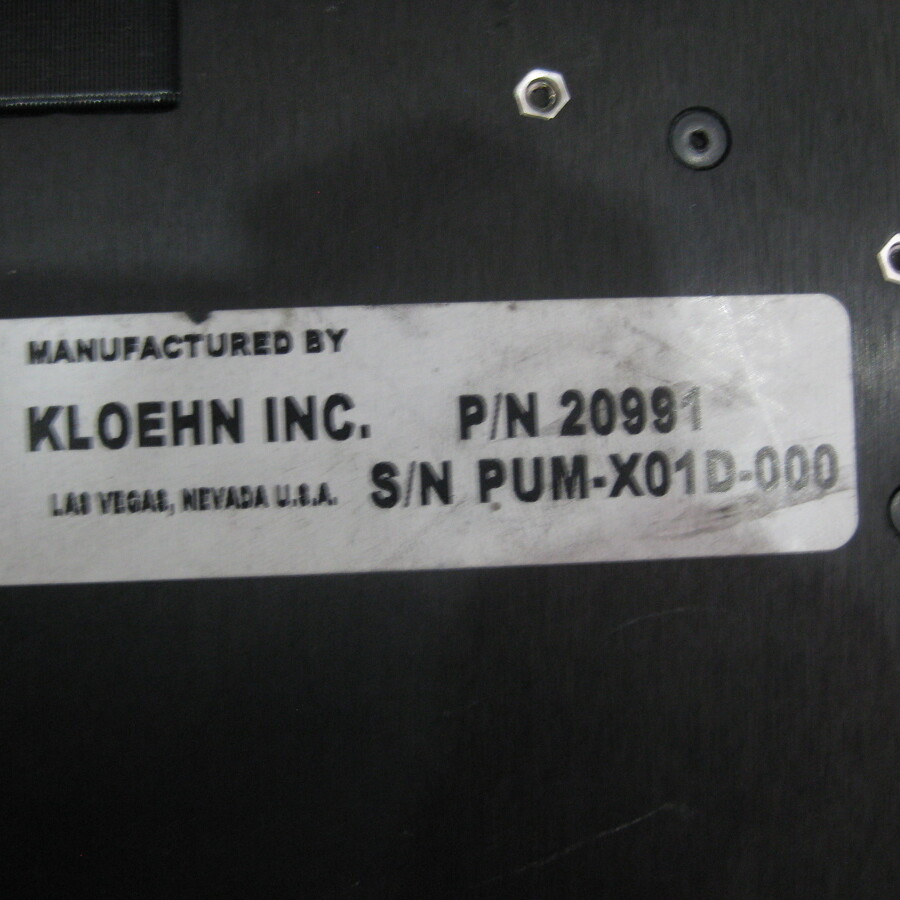 MANUFACTURED BY
KLOEHN INC. P/N 20991
LAS VEGAS, NEVADA U.S.A. S/N PUM-X01D-000